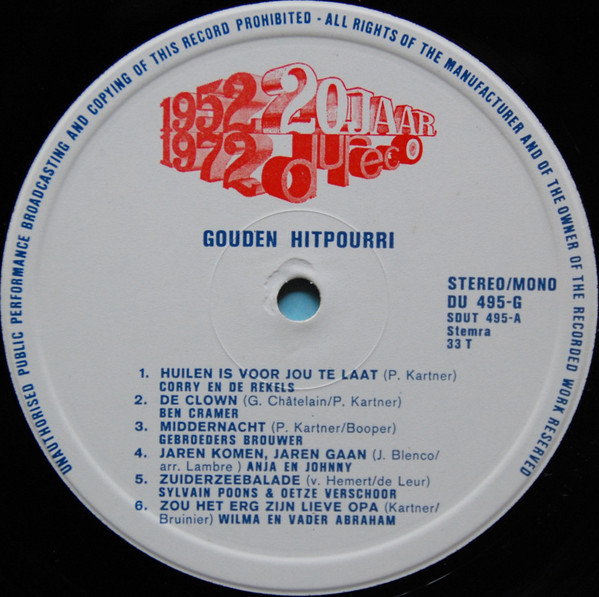 UNAUTHORISED PUBLIC PERFORMANCE BROADCASTING AND COPYING OF THIS RECORD PROHIBITED - ALL RIGHTS OF THE MANUFACTURER AND OF THE OWNER OF THE RECORDED WORK RESERVED
1952 20 JAAR
1972 dureco
GOUDEN HITPOURRI
STEREO/MONO
DU 495-G
SDUT 495-A
Stemra
33 T
1. HUILEN IS VOOR JOU TE LAAT (P. Kartner)
CORRY EN DE REKELS
2. DE CLOWN (G. Châtelain/P. Kartner)
BEN CRAMER
3. MIDDERNACHT (P. Kartner/Booper)
GEBROEDERS BROUWER
4. JAREN KOMEN, JAREN GAAN (J. Blenco/
arr. Lambre) ANJA EN JOHNNY
5. ZUIDERZEEBALADE (v. Hemert/de Leur)
SYLVAIN POONS & OETZE VERSCHOOR
6. ZOU HET ERG ZIJN LIEVE OPA (Kartner/
Bruinier) WILMA EN VADER ABRAHAM